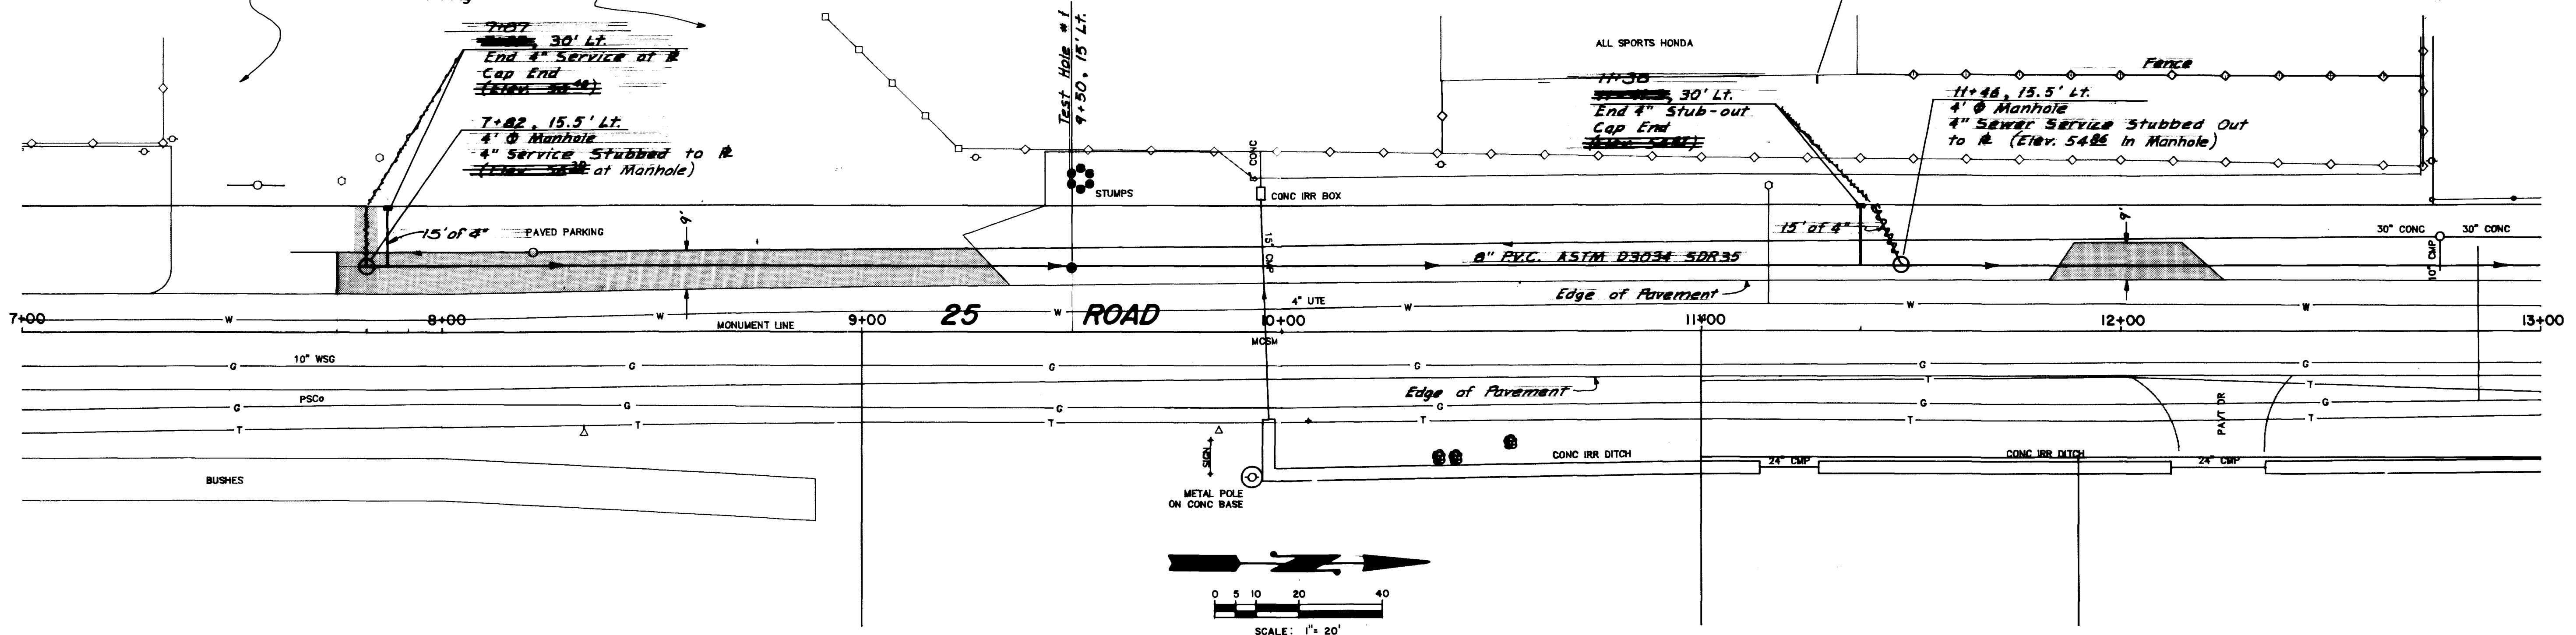 7+87
30' Lt.
End 4" Service at ℞
Cap End
7+82, 15.5' Lt.
4' Φ Manhole
4" Service Stubbed to ℞
at Manhole)
15' of 4"
PAVED PARKING
9'
Test Hole #1
9+50, 15' Lt.
STUMPS
CONC
CONC IRR BOX
15" CMP
ALL SPORTS HONDA
11+38
30' Lt.
End 4" Stub-out
Cap End
15' of 4"
Fence
11+46, 15.5' Lt.
4' Φ Manhole
4" Sewer Service Stubbed Out
to ℞ (Elev. 54.86 In Manhole)
8" P.V.C. ASTM D3034 SDR35
Edge of Pavement
9'
30" CONC
30" CONC
10" CMP
4" UTE
W W W W W W
7+00 8+00 9+00 10+00 11+00 12+00 13+00
25 ROAD
MONUMENT LINE
MCSM
10" WSG
G G G G G G
Edge of Pavement
PSCo
G G G G G G
T T
T T T T T T
PAVT DR
SIGN
BUSHES
METAL POLE
ON CONC BASE
CONC IRR DITCH
24" CMP
CONC IRR DITCH
24" CMP
0 5 10 20 40
SCALE: 1"= 20'